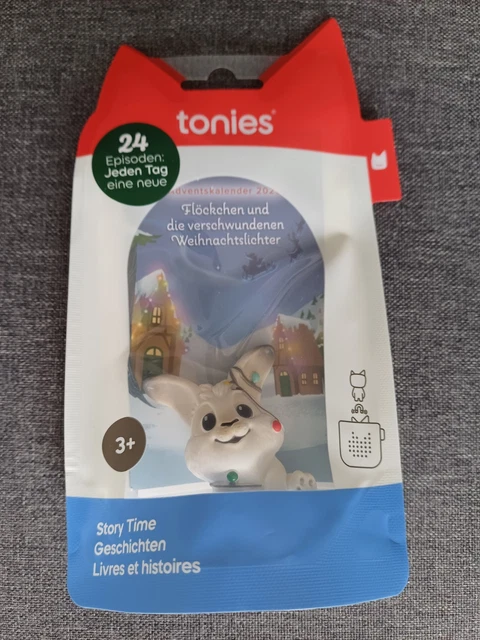 tonies®
24
Episoden:
Jeden Tag
eine neue
Adventskalender
Flöckchen und
die verschwundenen
Weihnachtslichter
3+
Story Time
Geschichten
Livres et histoires